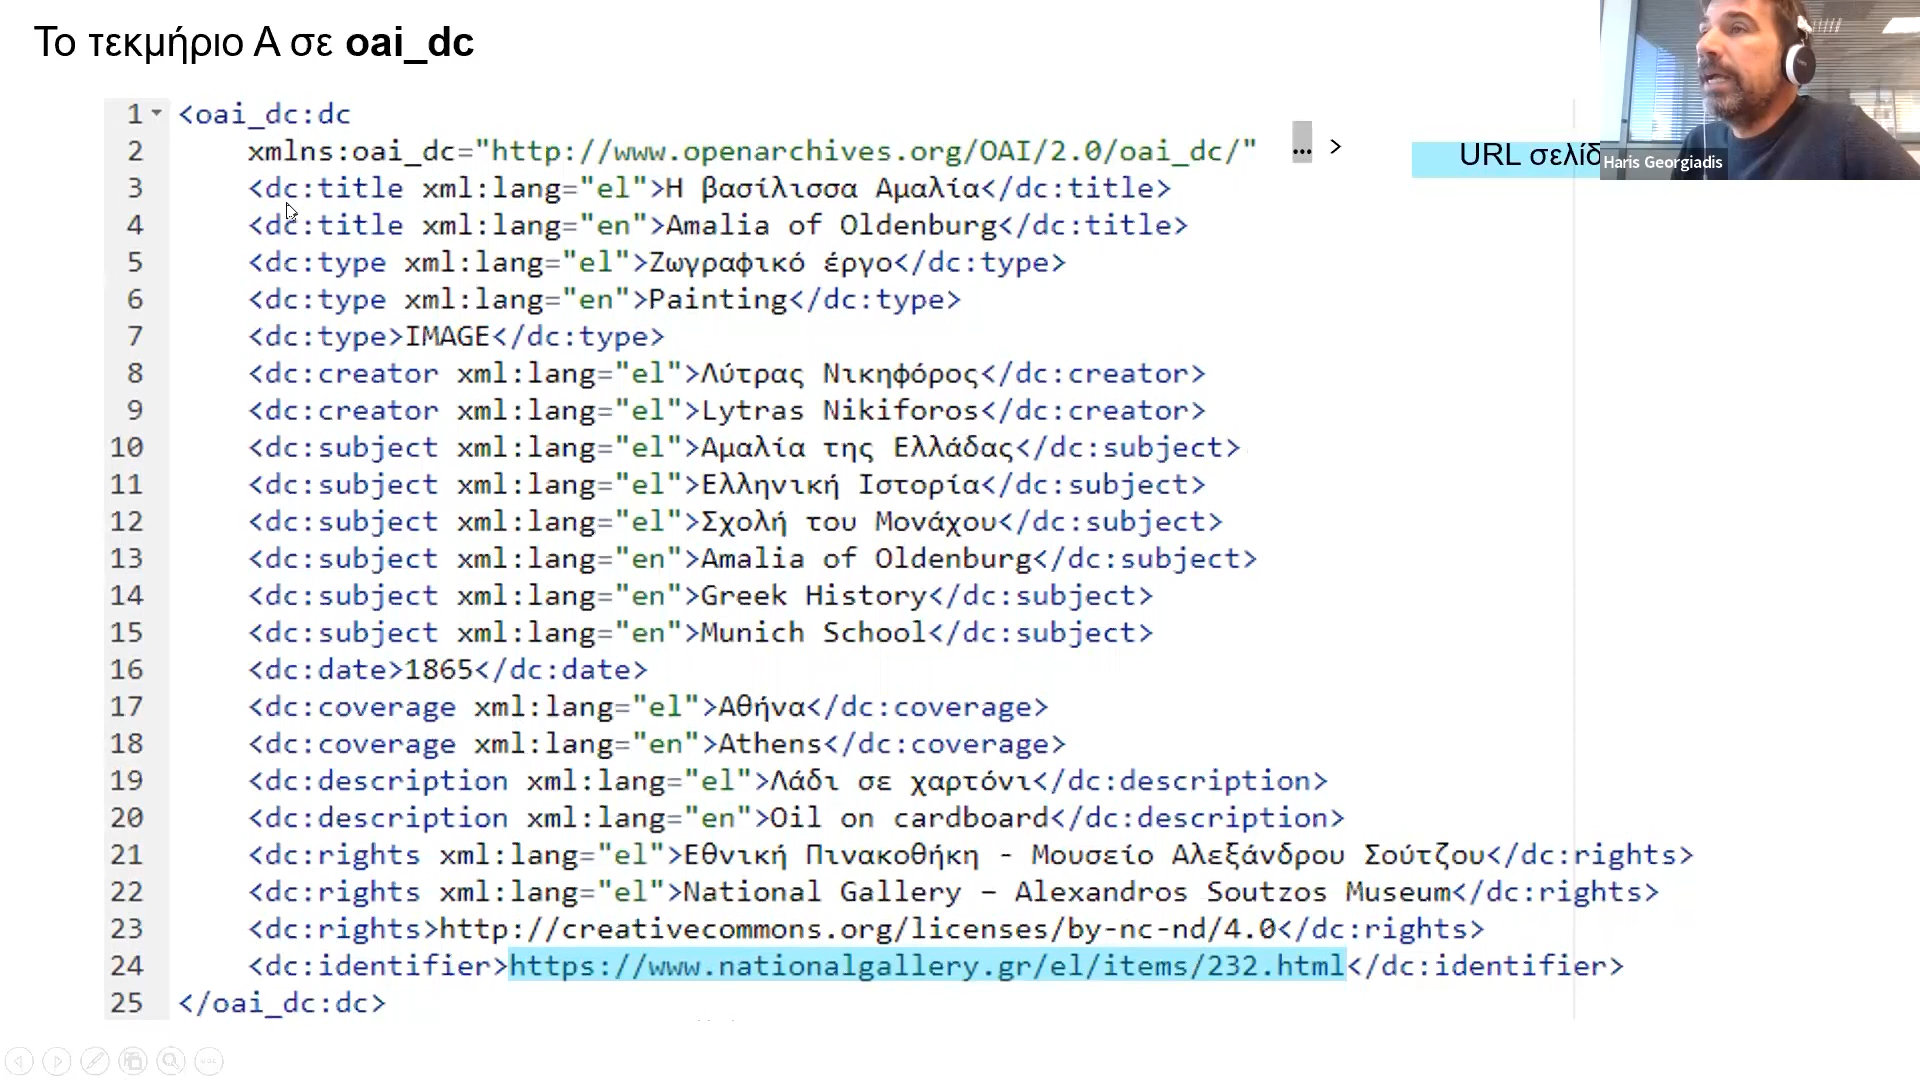 Το τεκμήριο Α σε oai_dc
1 <oai_dc:dc
2 xmlns:oai_dc="http://www.openarchives.org/OAI/2.0/oai_dc/" ... >
3 <dc:title xml:lang="el">Η βασίλισσα Αμαλία</dc:title>
4 <dc:title xml:lang="en">Amalia of Oldenburg</dc:title>
5 <dc:type xml:lang="el">Ζωγραφικό έργο</dc:type>
6 <dc:type xml:lang="en">Painting</dc:type>
7 <dc:type>IMAGE</dc:type>
8 <dc:creator xml:lang="el">Λύτρας Νικηφόρος</dc:creator>
9 <dc:creator xml:lang="el">Lytras Nikiforos</dc:creator>
10 <dc:subject xml:lang="el">Αμαλία της Ελλάδας</dc:subject>
11 <dc:subject xml:lang="el">Ελληνική Ιστορία</dc:subject>
12 <dc:subject xml:lang="el">Σχολή του Μονάχου</dc:subject>
13 <dc:subject xml:lang="en">Amalia of Oldenburg</dc:subject>
14 <dc:subject xml:lang="en">Greek History</dc:subject>
15 <dc:subject xml:lang="en">Munich School</dc:subject>
16 <dc:date>1865</dc:date>
17 <dc:coverage xml:lang="el">Αθήνα</dc:coverage>
18 <dc:coverage xml:lang="en">Athens</dc:coverage>
19 <dc:description xml:lang="el">Λάδι σε χαρτόνι</dc:description>
20 <dc:description xml:lang="en">Oil on cardboard</dc:description>
21 <dc:rights xml:lang="el">Εθνική Πινακοθήκη - Μουσείο Αλεξάνδρου Σούτζου</dc:rights>
22 <dc:rights xml:lang="el">National Gallery – Alexandros Soutzos Museum</dc:rights>
23 <dc:rights>http://creativecommons.org/licenses/by-nc-nd/4.0</dc:rights>
24 <dc:identifier>https://www.nationalgallery.gr/el/items/232.html</dc:identifier>
25 </oai_dc:dc>
URL
Haris Georgiadis